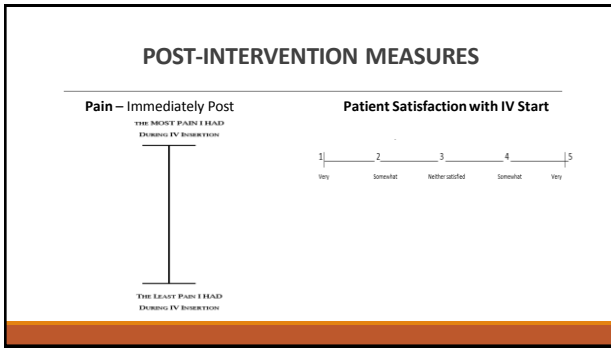 POST-INTERVENTION MEASURES
Pain – Immediately Post
THE MOST PAIN I HAD
DURING IV INSERTION
THE LEAST PAIN I HAD
DURING IV INSERTION
Patient Satisfaction with IV Start
1 2 3 4 5
Very Somewhat Neither satisfied Somewhat Very